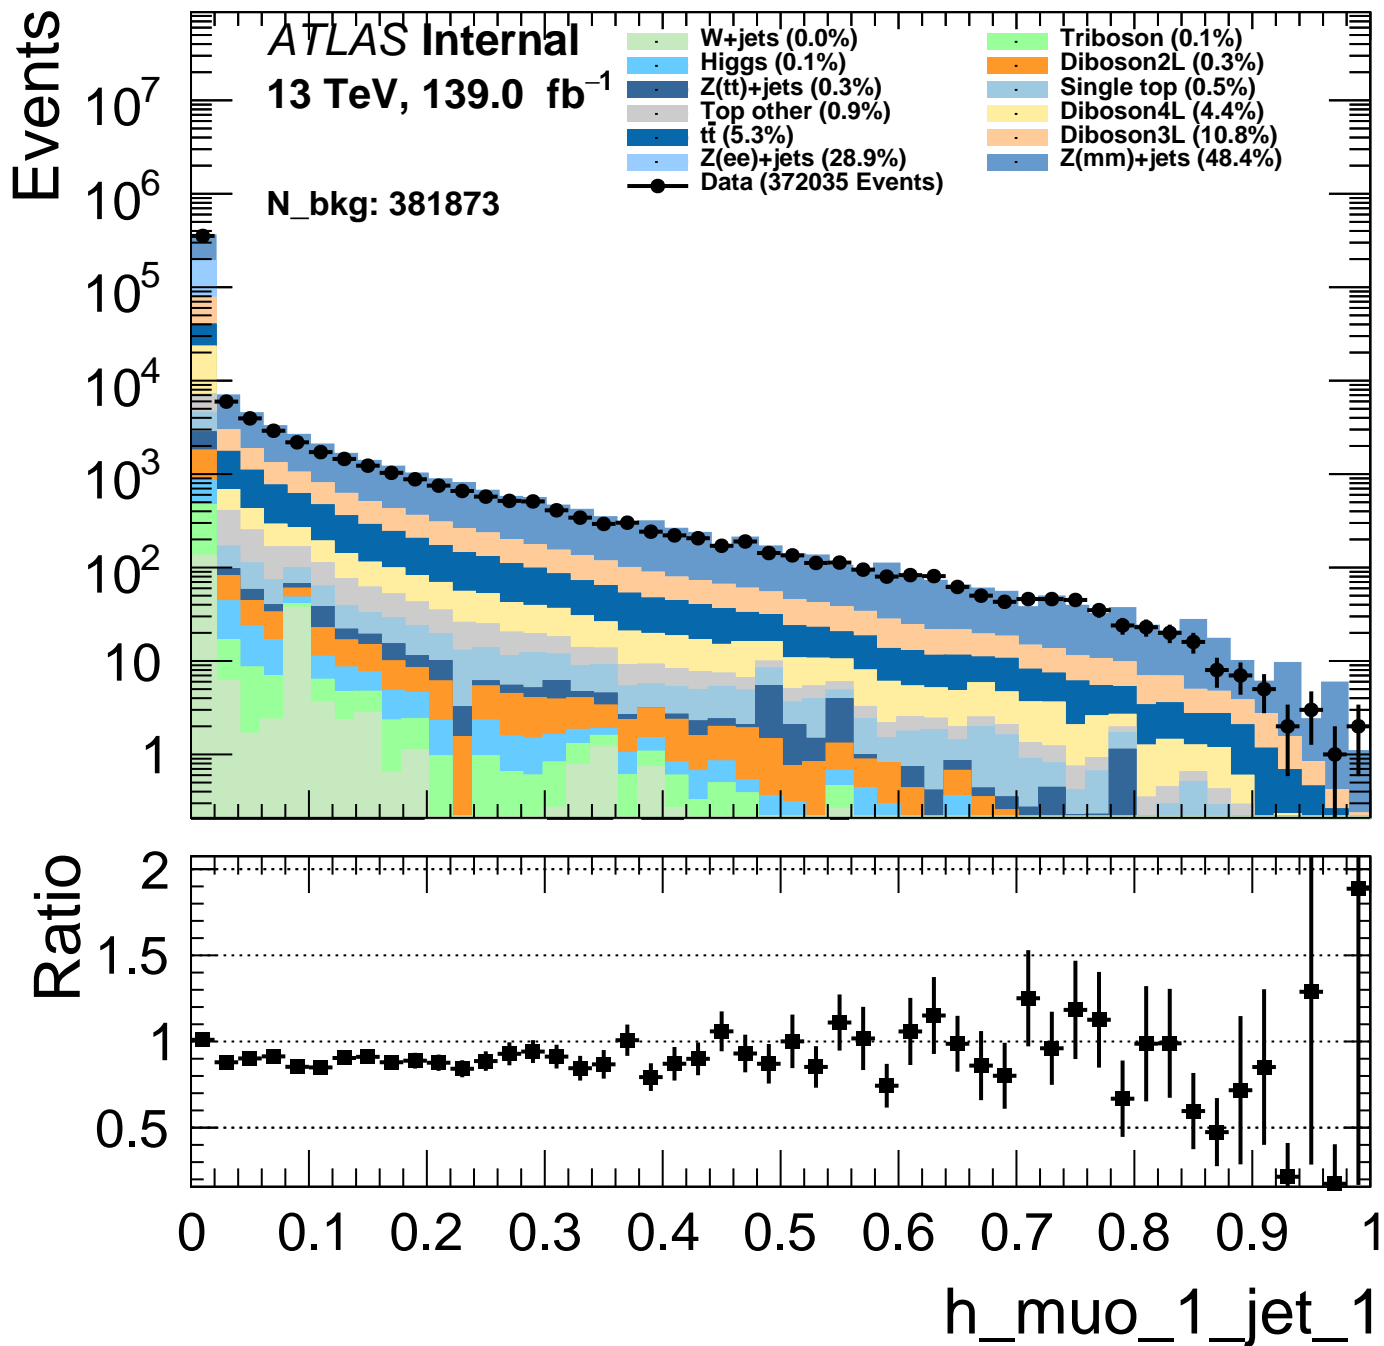 Events
ATLAS Internal
13 TeV, 139.0 fb⁻¹
N_bkg: 381873
W+jets (0.0%)
Higgs (0.1%)
Z(tt)+jets (0.3%)
Top other (0.9%)
tt̄ (5.3%)
Z(ee)+jets (28.9%)
Data (372035 Events)
Triboson (0.1%)
Diboson2L (0.3%)
Single top (0.5%)
Diboson4L (4.4%)
Diboson3L (10.8%)
Z(mm)+jets (48.4%)
10⁷
10⁶
10⁵
10⁴
10³
10²
10
1
Ratio
2
1.5
1
0.5
0 0.1 0.2 0.3 0.4 0.5 0.6 0.7 0.8 0.9 1
h_muo_1_jet_1